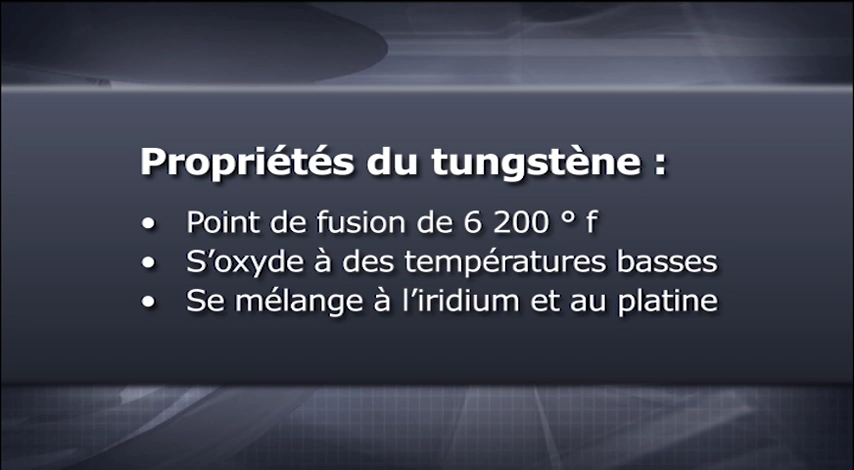 Propriétés du tungstène :
• Point de fusion de 6 200 ° f
• S’oxyde à des températures basses
• Se mélange à l’iridium et au platine